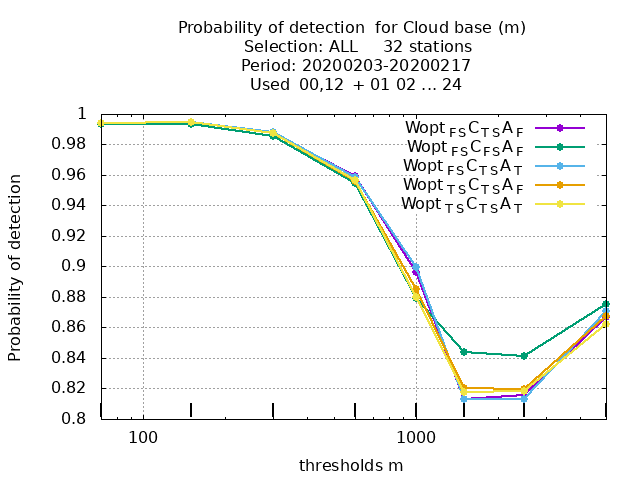 Probability of detection for Cloud base (m)
Selection: ALL 32 stations
Period: 20200203-20200217
Used 00,12 + 01 02 ... 24
Probability of detection
1
0.98
0.96
0.94
0.92
0.9
0.88
0.86
0.84
0.82
0.8
Wopt FS C TS A F
Wopt FS C FS A F
Wopt FS C TS A T
Wopt TS C TS A F
Wopt TS C TS A T
100 1000
thresholds m